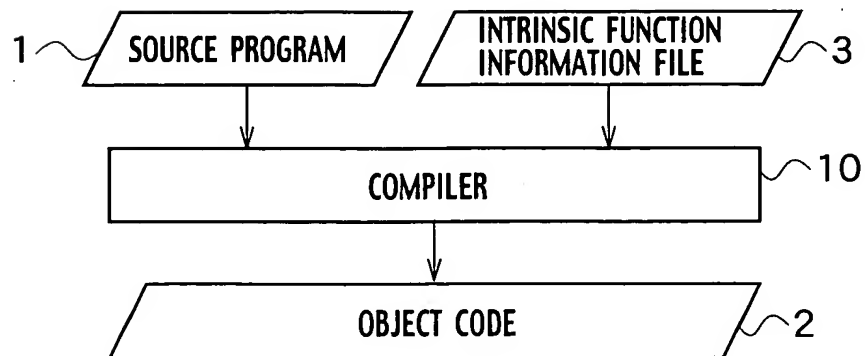 1
SOURCE PROGRAM
INTRINSIC FUNCTION
INFORMATION FILE
3
COMPILER
10
OBJECT CODE
2